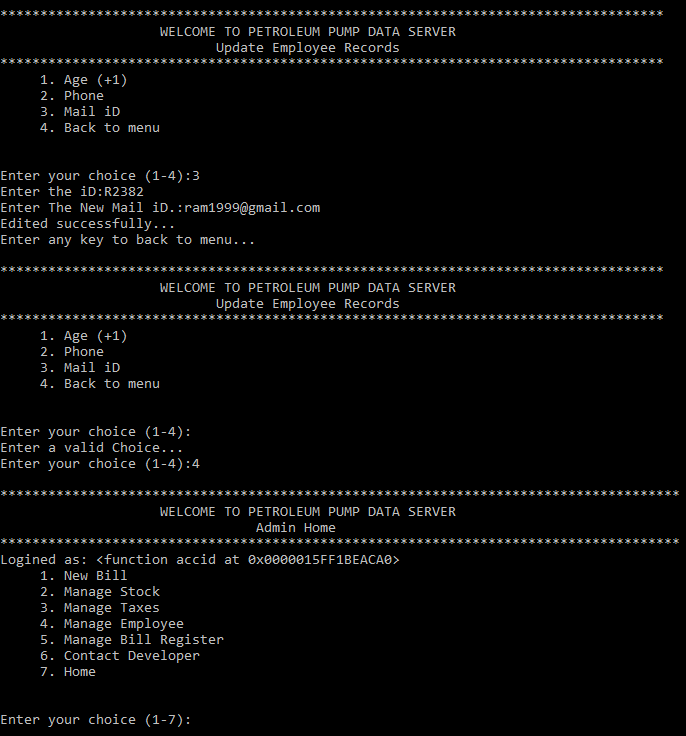 ***********************************************************************************
WELCOME TO PETROLEUM PUMP DATA SERVER
Update Employee Records
***********************************************************************************
1. Age (+1)
2. Phone
3. Mail iD
4. Back to menu
Enter your choice (1-4):3
Enter the iD:R2382
Enter The New Mail iD.:ram1999@gmail.com
Edited successfully...
Enter any key to back to menu...
***********************************************************************************
WELCOME TO PETROLEUM PUMP DATA SERVER
Update Employee Records
***********************************************************************************
1. Age (+1)
2. Phone
3. Mail iD
4. Back to menu
Enter your choice (1-4):
Enter a valid Choice...
Enter your choice (1-4):4
*************************************************************************************
WELCOME TO PETROLEUM PUMP DATA SERVER
Admin Home
*************************************************************************************
Logined as: <function accid at 0x0000015FF1BEACA0>
1. New Bill
2. Manage Stock
3. Manage Taxes
4. Manage Employee
5. Manage Bill Register
6. Contact Developer
7. Home
Enter your choice (1-7):